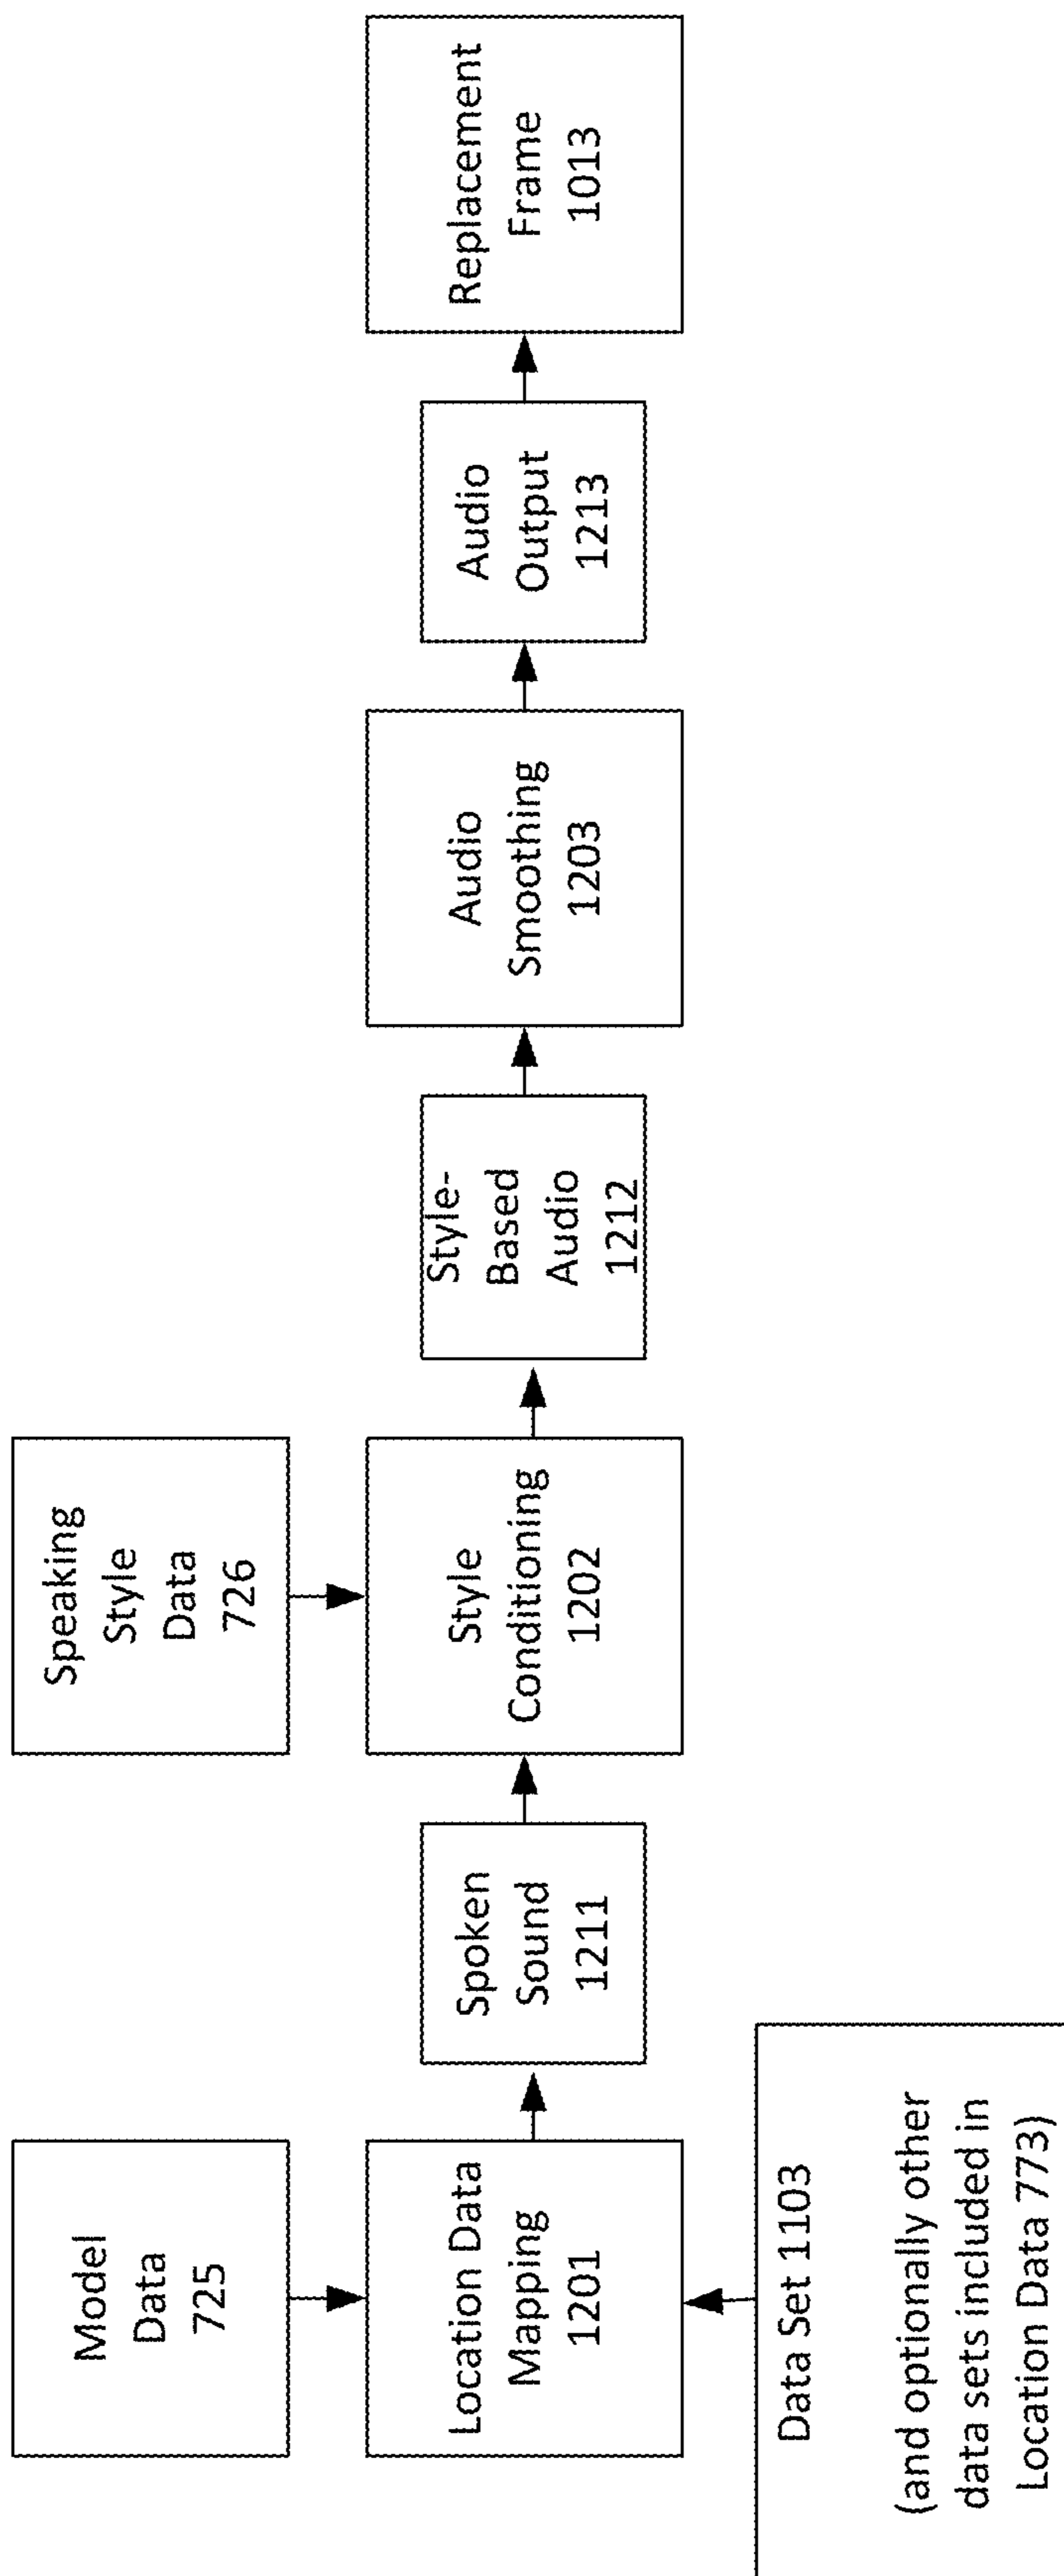 Model
Data
725
Speaking
Style
Data
726
Location Data
Mapping
1201
Spoken
Sound
1211
Style
Conditioning
1202
Style-
Based
Audio
1212
Audio
Smoothing
1203
Audio
Output
1213
Replacement
Frame
1013
Data Set 1103
(and optionally other
data sets included in
Location Data 773)